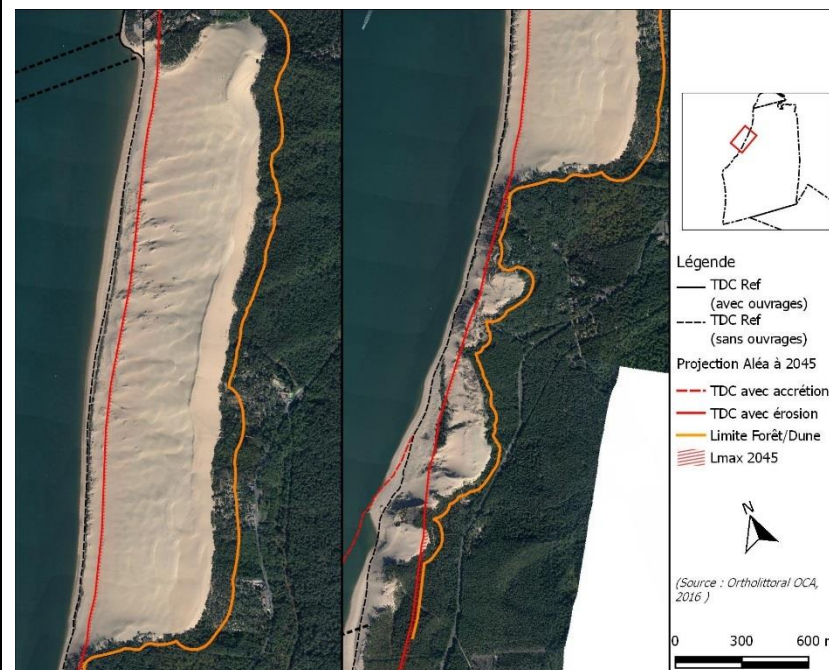 Légende
TDC Ref
(avec ouvrages)
TDC Ref
(sans ouvrages)
Projection Aléa à 2045
TDC avec accrétion
TDC avec érosion
Limite Forêt/Dune
Lmax 2045
N
(Source : Ortholittoral OCA,
2016 )
0 300 600 m